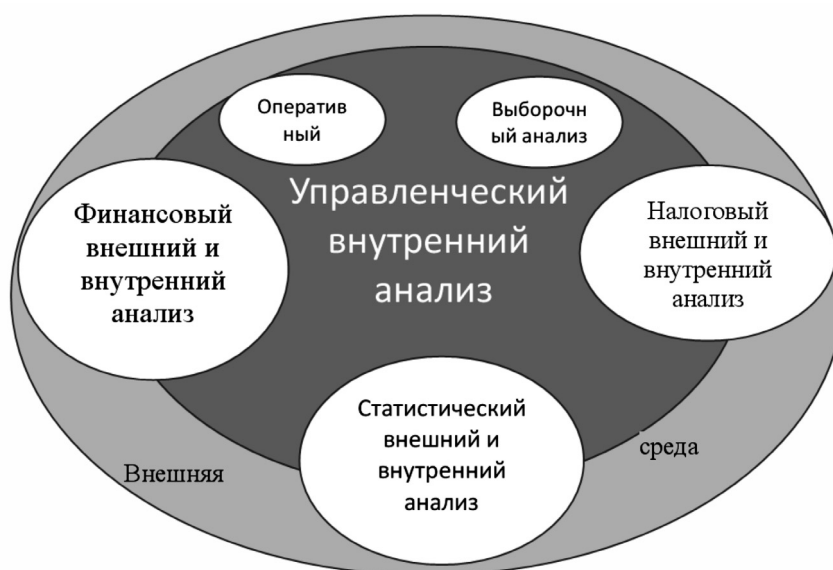 Оператив
ный
Выборочн
ый анализ
Управленческий
внутренний
анализ
Финансовый
внешний и
внутренний
анализ
Налоговый
внешний и
внутренний
анализ
Статистический
внешний и
внутренний
анализ
Внешняя
среда